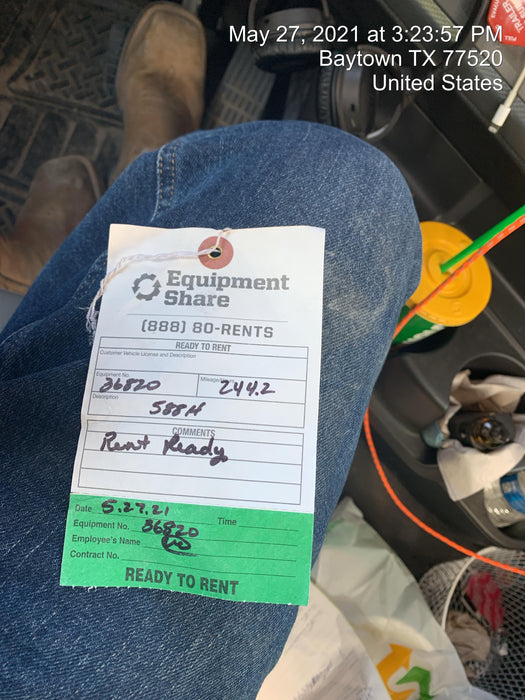 May 27, 2021 at 3:23:57 PM
Baytown TX 77520
United States
Equipment
Share
(888) 80-RENTS
READY TO RENT
Customer Vehicle License and Description
Equipment No.
Mileage
36820
244.2
Description
588H
COMMENTS
Rent Ready
Date 5.27.21
Time
Equipment No. 36820
Employee's Name
Contract No.
READY TO RENT
TRAILER